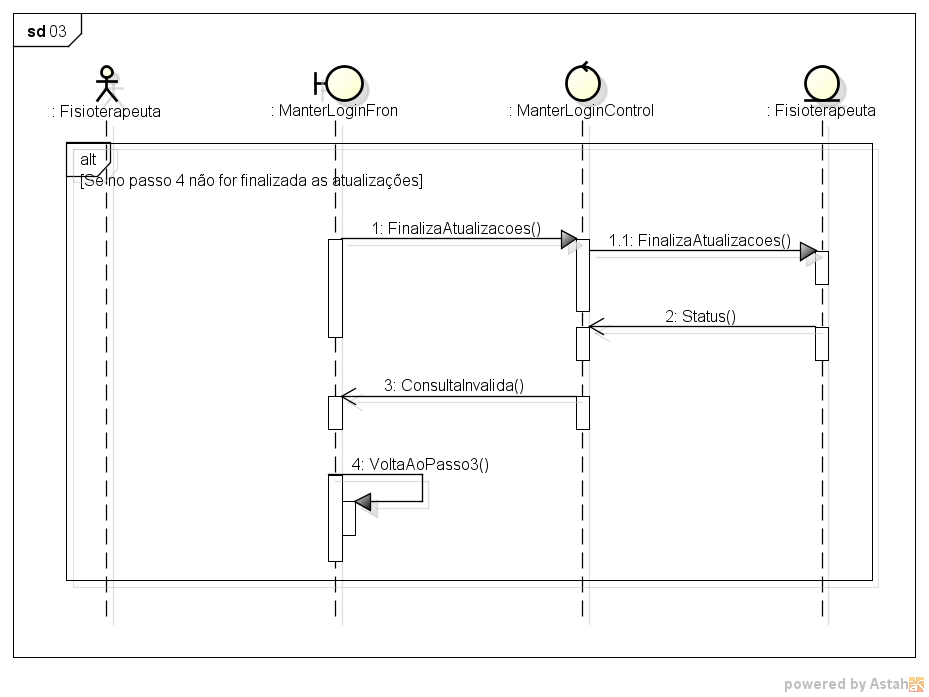 sd 03
: Fisioterapeuta
: ManterLoginFron
: ManterLoginControl
: Fisioterapeuta
alt
[Se no passo 4 não for finalizada as atualizações]
1: FinalizaAtualizacoes()
1.1: FinalizaAtualizacoes()
2: Status()
3: ConsultaInvalida()
4: VoltaAoPasso3()
powered by Astah